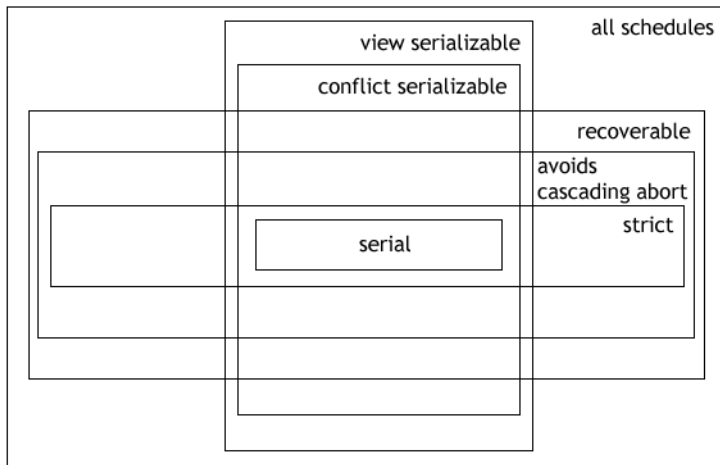 all schedules
view serializable
conflict serializable
recoverable
avoids
cascading abort
strict
serial